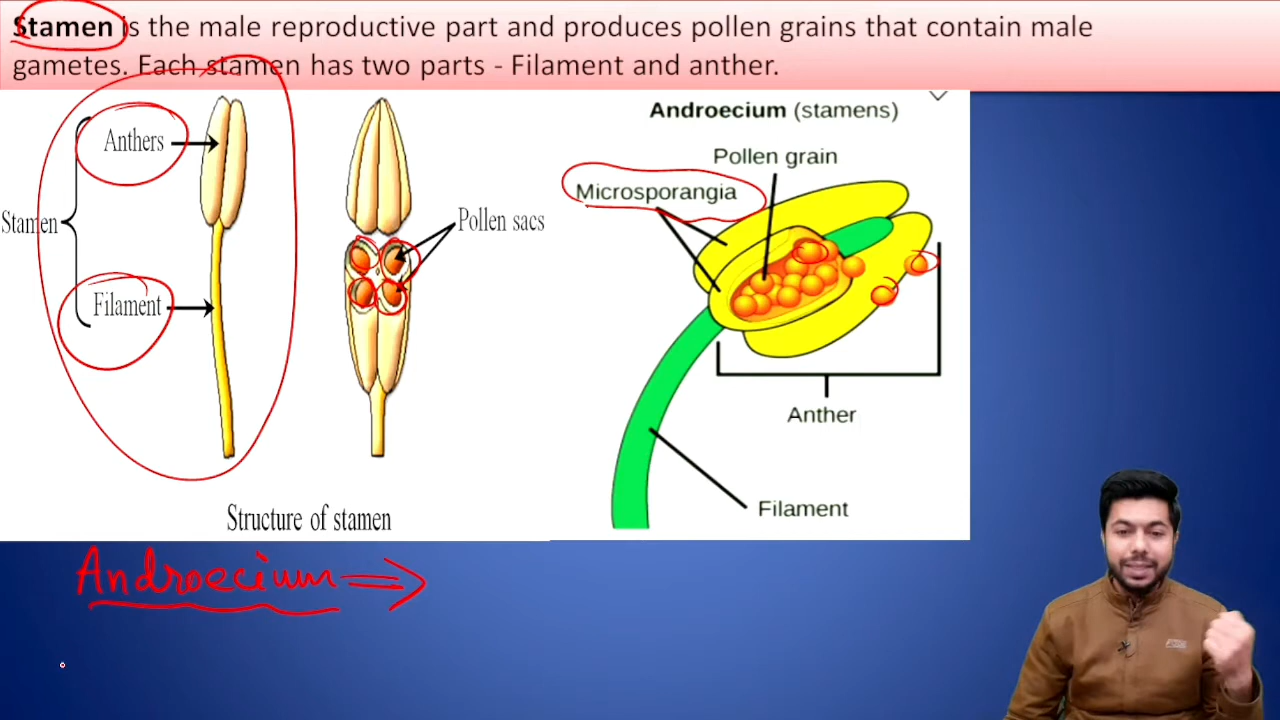 Stamen is the male reproductive part and produces pollen grains that contain male
gametes. Each stamen has two parts - Filament and anther.
Anthers
Stamen
Filament
Pollen sacs
Structure of stamen
Androecium (stamens)
Pollen grain
Microsporangia
Anther
Filament
Androecium